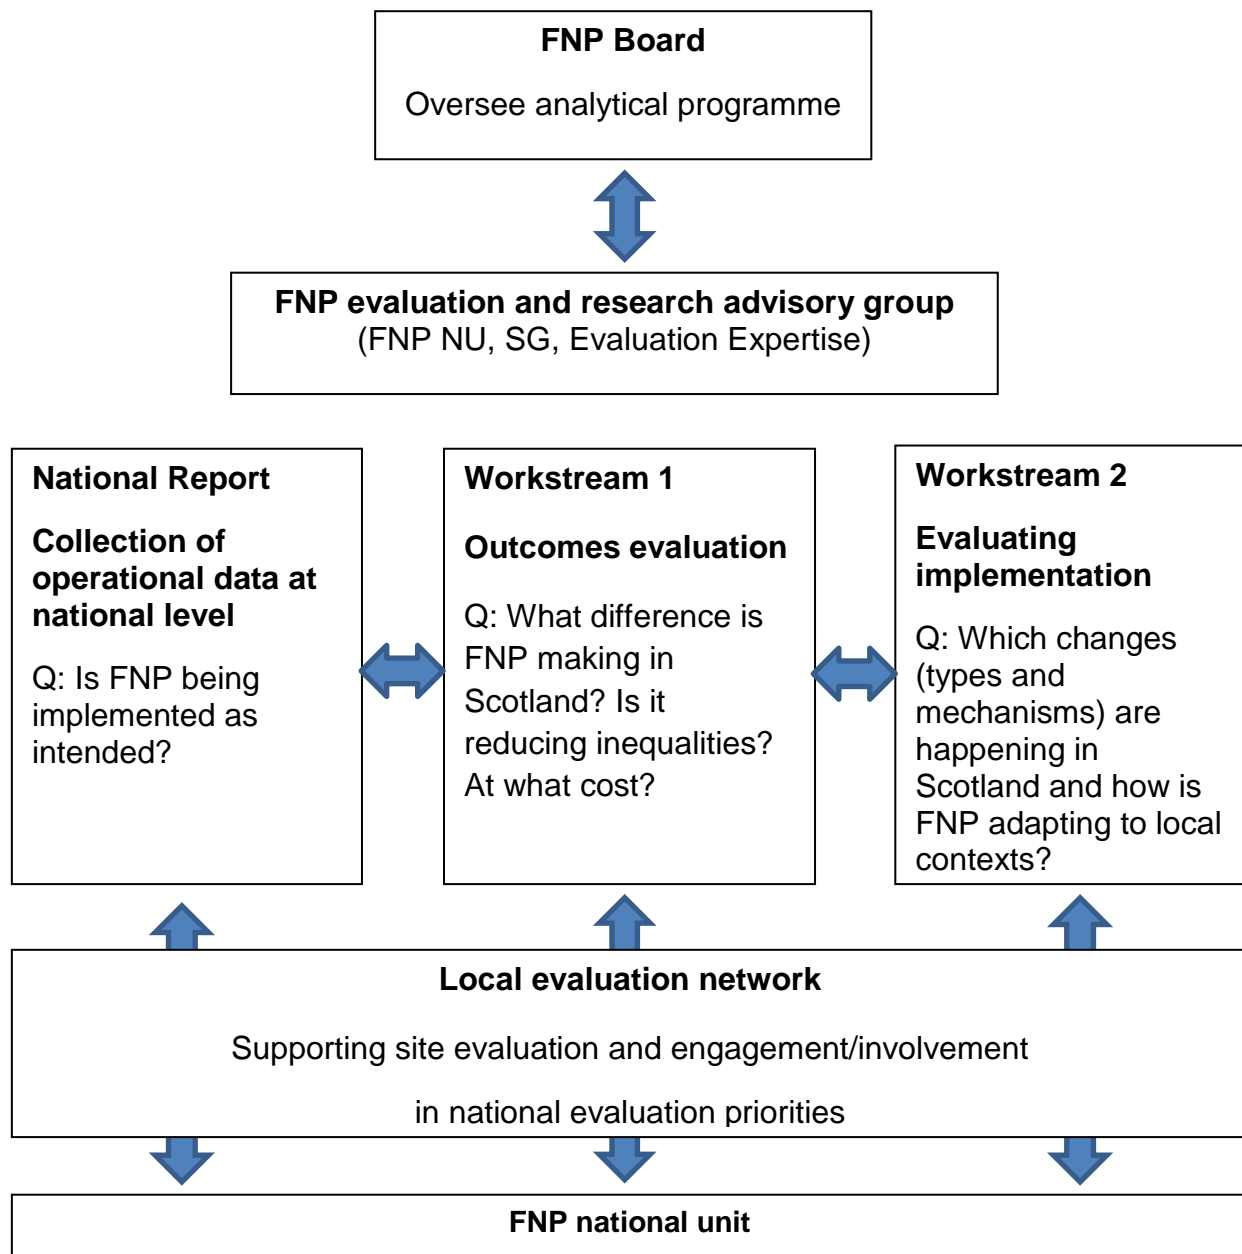 FNP Board
Oversee analytical programme
FNP evaluation and research advisory group
(FNP NU, SG, Evaluation Expertise)
National Report
Collection of
operational data at
national level
Q: Is FNP being
implemented as
intended?
Workstream 1
Outcomes evaluation
Q: What difference is
FNP making in
Scotland? Is it
reducing inequalities?
At what cost?
Workstream 2
Evaluating
implementation
Q: Which changes
(types and
mechanisms) are
happening in
Scotland and how is
FNP adapting to local
contexts?
Local evaluation network
Supporting site evaluation and engagement/involvement
in national evaluation priorities
FNP national unit